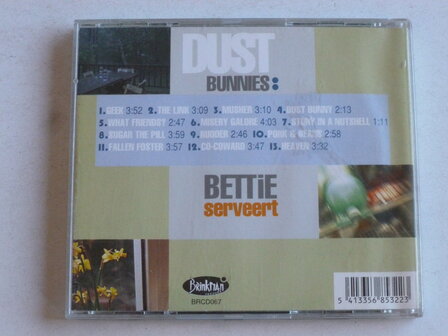 DUST
BUNNIES:
1. GEEK 3:52 2. THE LINK 3:09 3. MUSHER 3:10 4. DUST BUNNY 2:13
5. WHAT FRIENDS? 2:47 6. MISERY GALORE 4:03 7. STORY IN A NUTSHELL 1:11
8. SUGAR THE PILL 3:59 9. RUDDER 2:46 10. PORK & BEANS 2:58
11. FALLEN FOSTER 3:57 12. CO-COWARD 3:47 13. HEAVEN 3:32
BETTiE
serveert
Brinkman
BRCD067
5 413356 853223